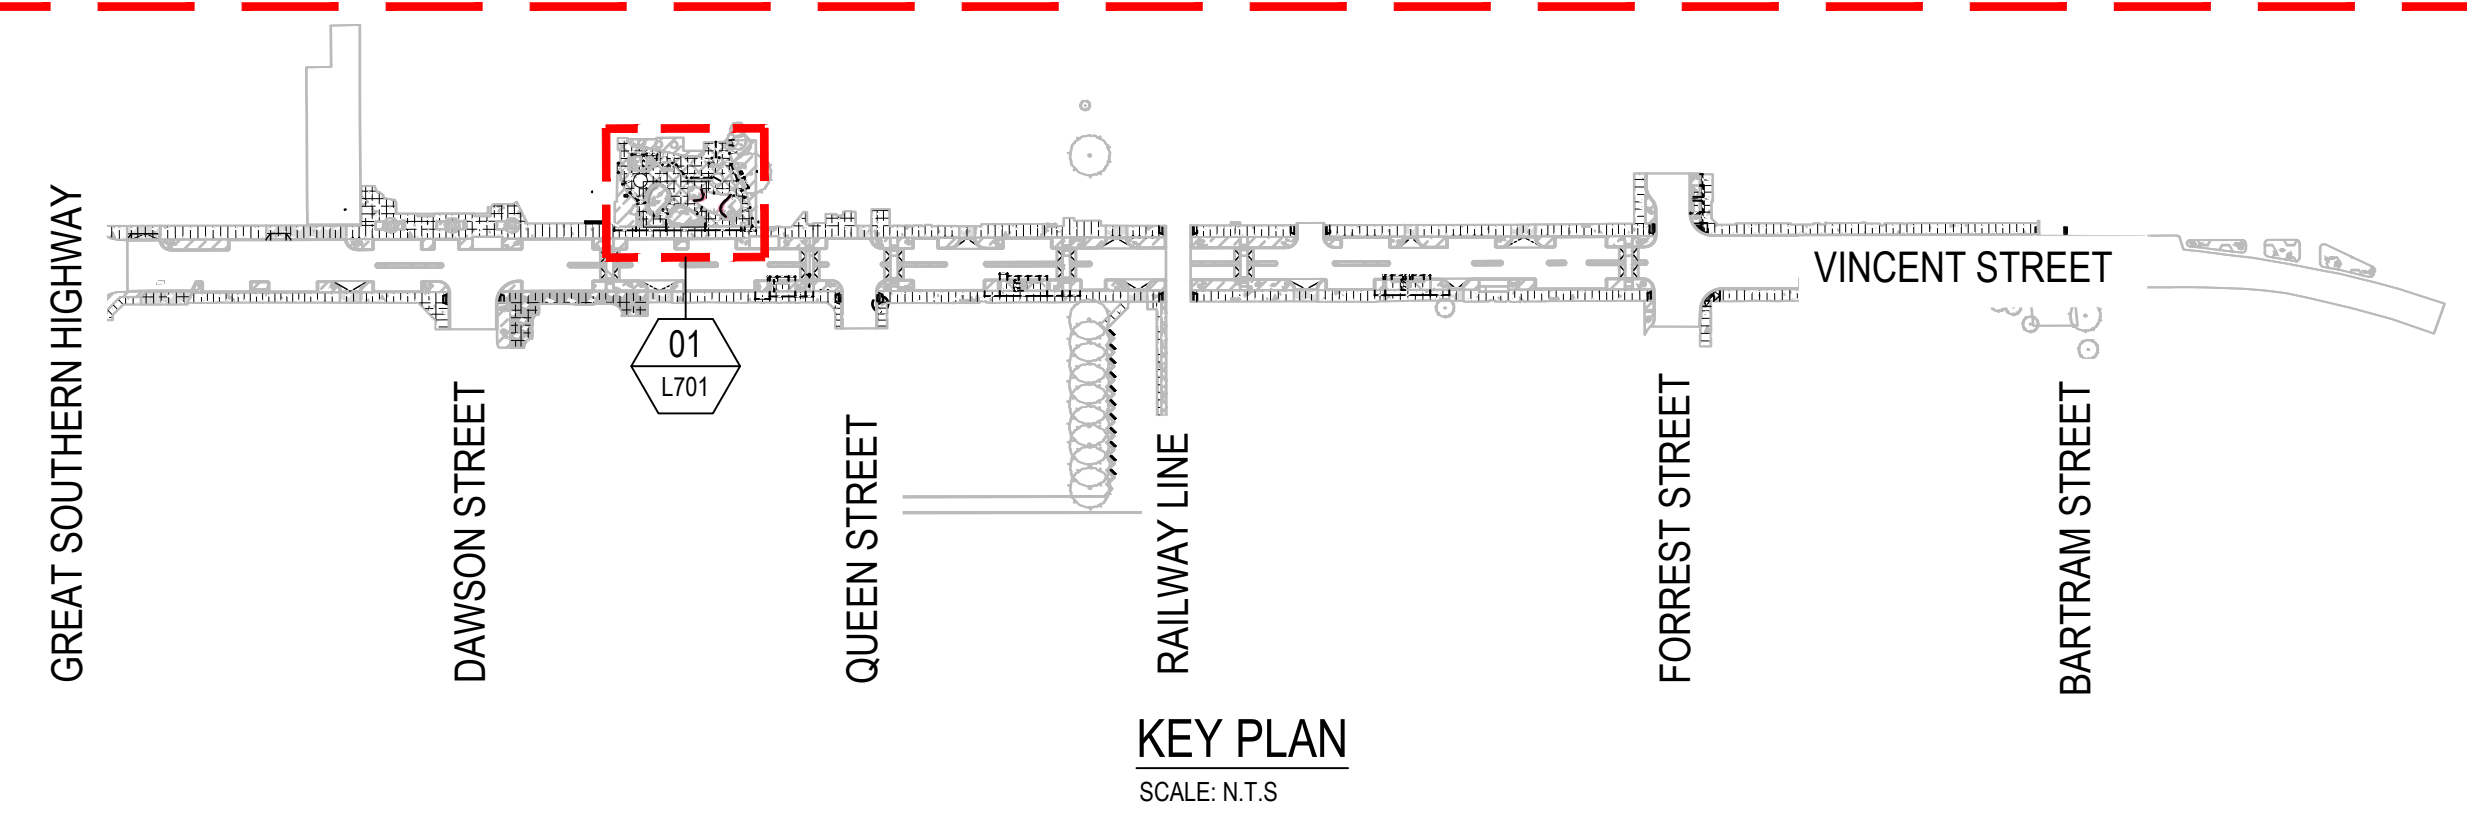 VINCENT STREET
GREAT SOUTHERN HIGHWAY
DAWSON STREET
01
L701
QUEEN STREET
RAILWAY LINE
FORREST STREET
BARTRAM STREET
KEY PLAN
SCALE: N.T.S